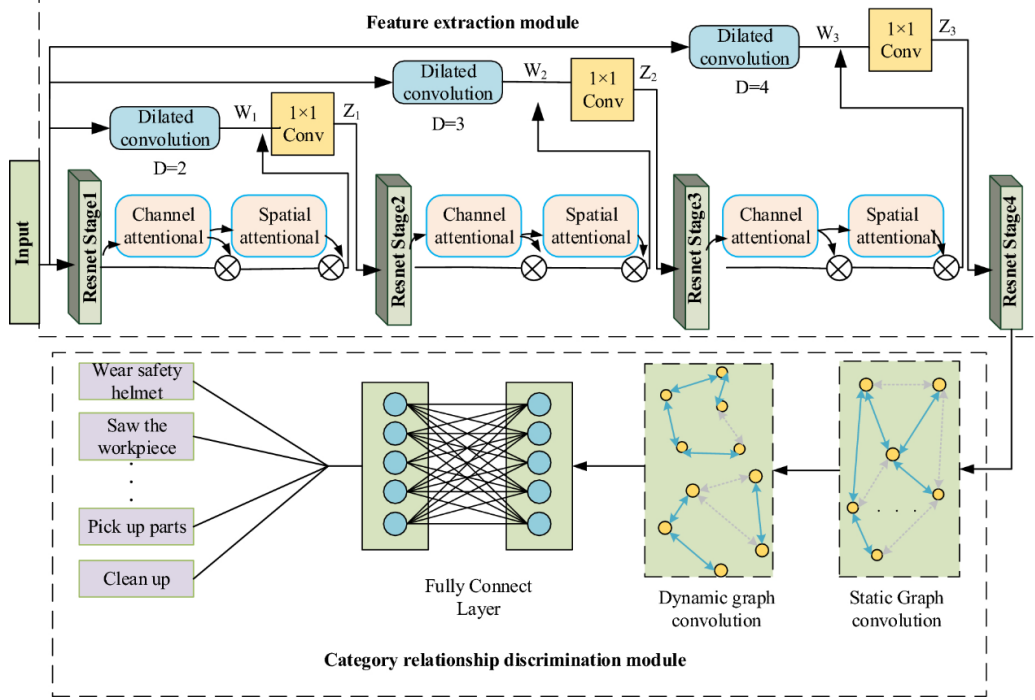 Feature extraction module
Dilated
convolution
D=4
W3
1×1
Conv
Z3
Dilated
convolution
D=3
W2
1×1
Conv
Z2
Dilated
convolution
D=2
W1
1×1
Conv
Z1
Input
Resnet Stage1
Channel
attentional
Spatial
attentional
Resnet Stage2
Channel
attentional
Spatial
attentional
Resnet Stage3
Channel
attentional
Spatial
attentional
Resnet Stage4
Wear safety
helmet
Saw the
workpiece
.
.
.
Pick up parts
Clean up
Fully Connect
Layer
Dynamic graph
convolution
. . . .
Static Graph
convolution
Category relationship discrimination module